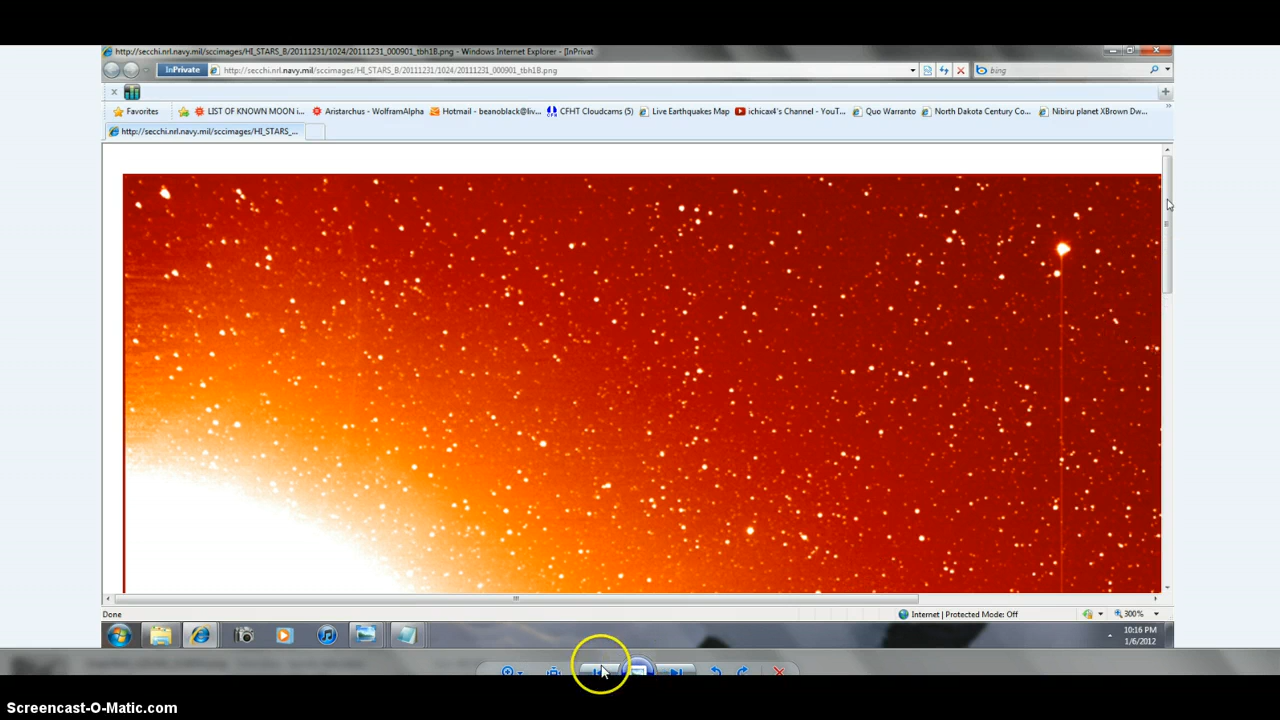 http://secchi.nrl.navy.mil/sccimages/HI_STARS_B/20111231/1024/20111231_000901_tbh1B.png - Windows Internet Explorer - [InPrivat
InPrivate http://secchi.nrl.navy.mil/sccimages/HI_STARS_B/20111231/1024/20111231_000901_tbh1B.png bing
x
Favorites LIST OF KNOWN MOON i... Aristarchus - WolframAlpha Hotmail - beanoblack@liv... CFHT Cloudcams (5) Live Earthquakes Map ichicax4's Channel - YouT... Quo Warranto North Dakota Century Co... Nibiru planet XBrown Dw...
http://secchi.nrl.navy.mil/sccimages/HI_STARS_...
Done Internet | Protected Mode: Off 300%
10:16 PM
1/6/2012
Screencast-O-Matic.com